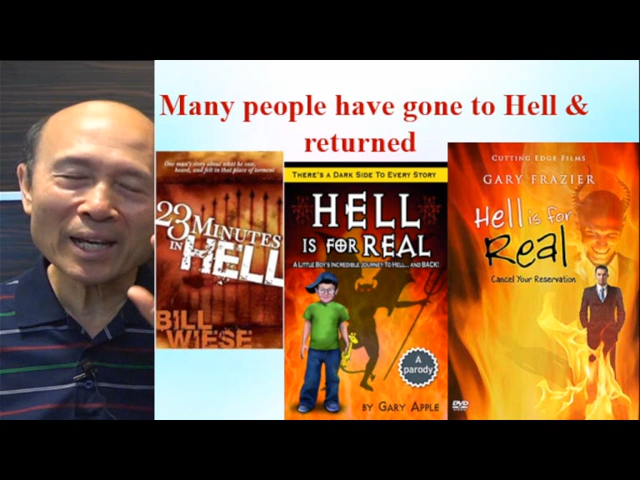 Many people have gone to Hell &
returned
One man's story about what he saw,
heard, and felt in that place of torment
23 MINUTES
IN HELL
BILL
WIESE
THERE'S A DARK SIDE TO EVERY STORY
HELL
IS FOR REAL
A LITTLE BOY'S INCREDIBLE JOURNEY TO HELL... AND BACK!
A
parody
BY GARY APPLE
CUTTING EDGE FILMS
GARY FRAZIER
Hell is for
Real
Cancel Your Reservation
DVD